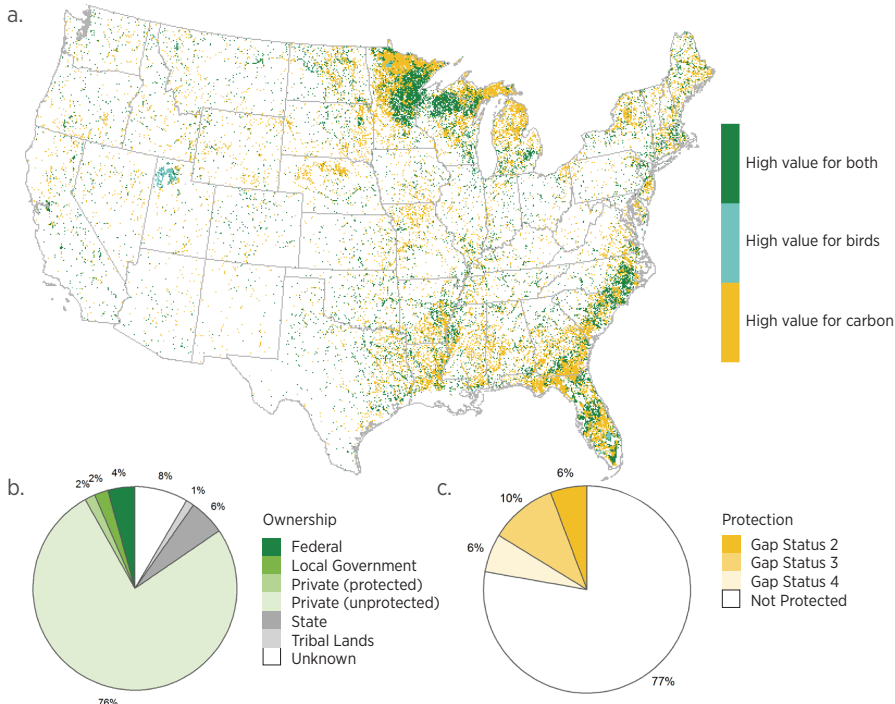 a.
High value for both
High value for birds
High value for carbon
b.
2%
2%
4%
8%
1%
6%
76%
Ownership
Federal
Local Government
Private (protected)
Private (unprotected)
State
Tribal Lands
Unknown
c.
6%
10%
6%
77%
Protection
Gap Status 2
Gap Status 3
Gap Status 4
Not Protected